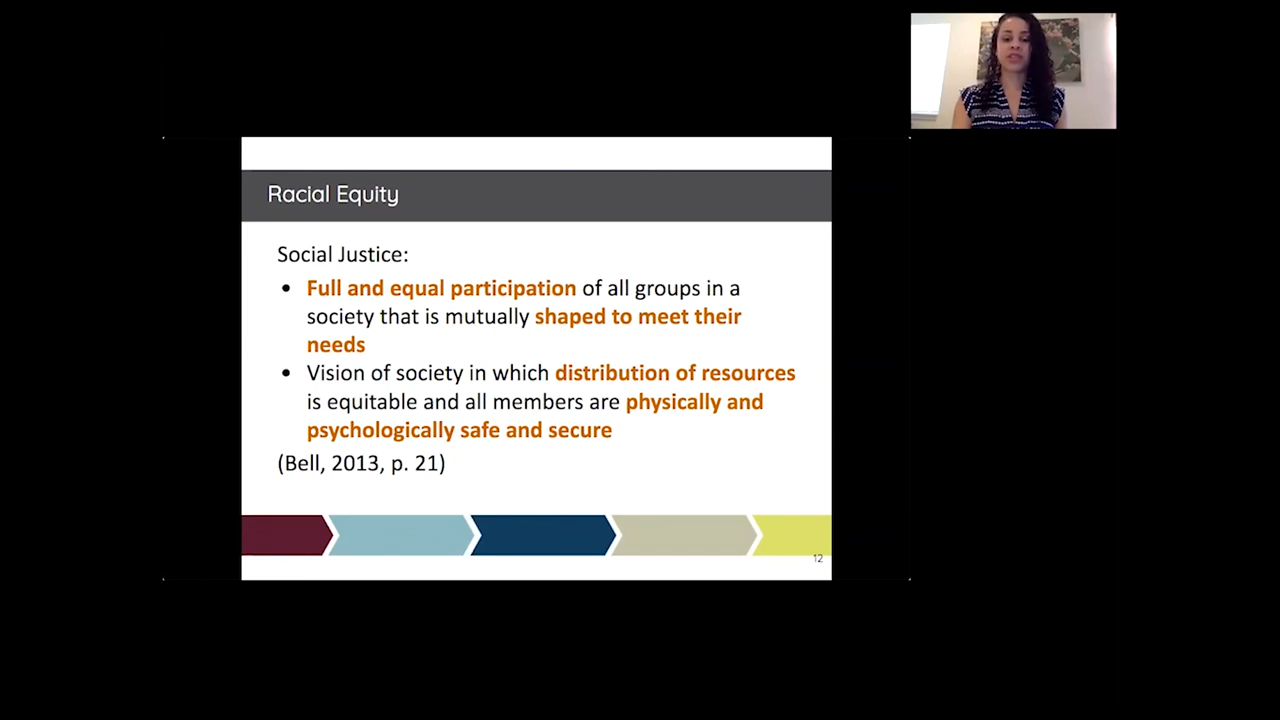 Racial Equity
Social Justice:
• Full and equal participation of all groups in a
society that is mutually shaped to meet their
needs
• Vision of society in which distribution of resources
is equitable and all members are physically and
psychologically safe and secure
(Bell, 2013, p. 21)
12